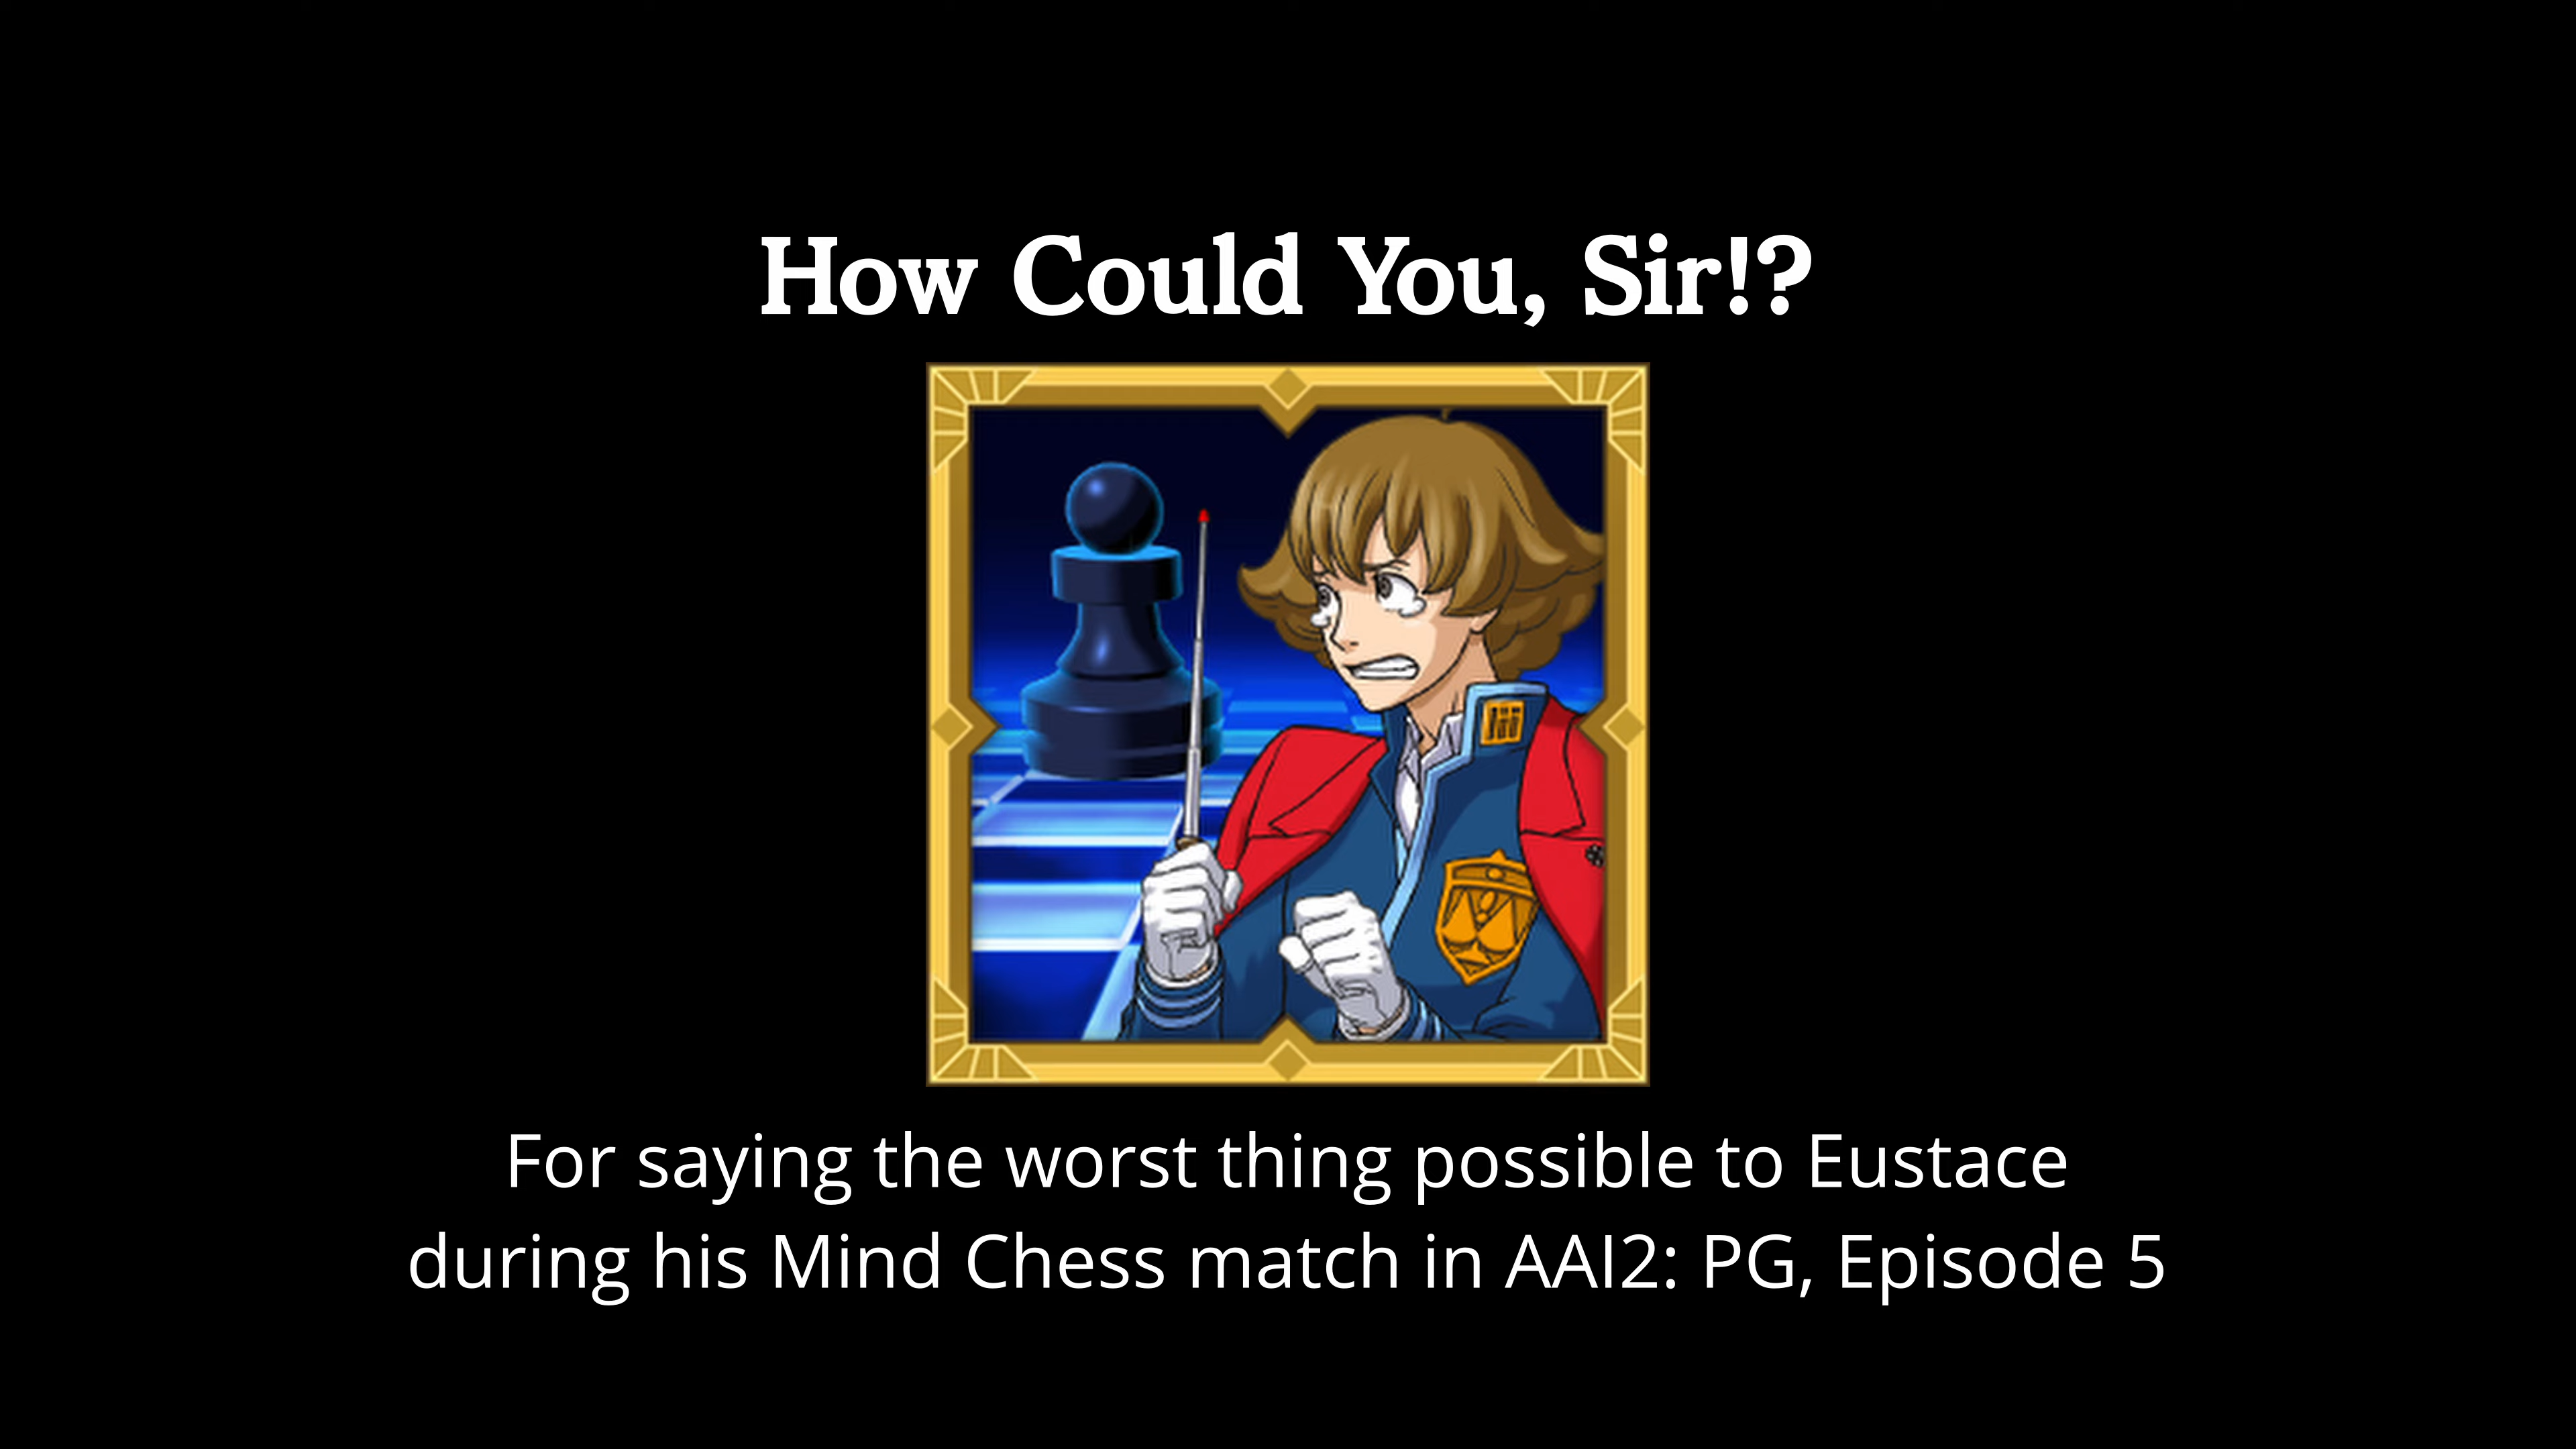 How Could You, Sir!?
For saying the worst thing possible to Eustace
during his Mind Chess match in AAI2: PG, Episode 5